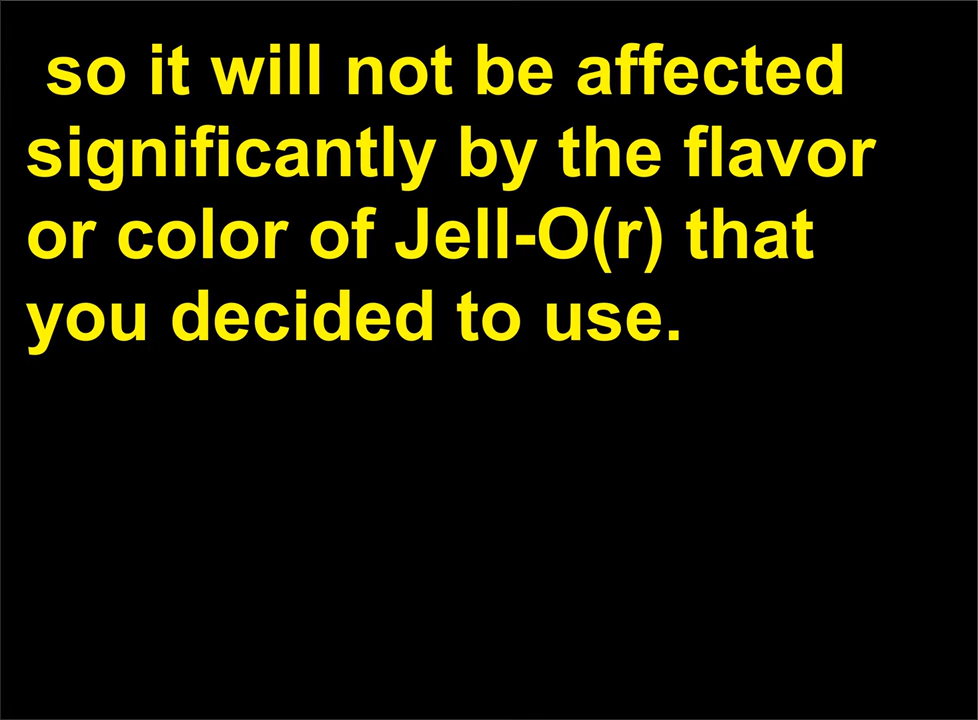 so it will not be affected
significantly by the flavor
or color of Jell-O(r) that
you decided to use.